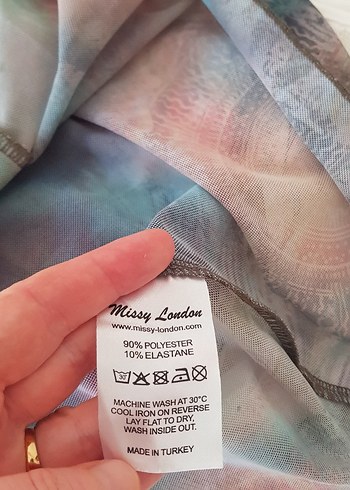 Missy London
www.missy-london.com
90% POLYESTER
10% ELASTANE
30°
MACHINE WASH AT 30°C
COOL IRON ON REVERSE
LAY FLAT TO DRY,
WASH INSIDE OUT.
MADE IN TURKEY